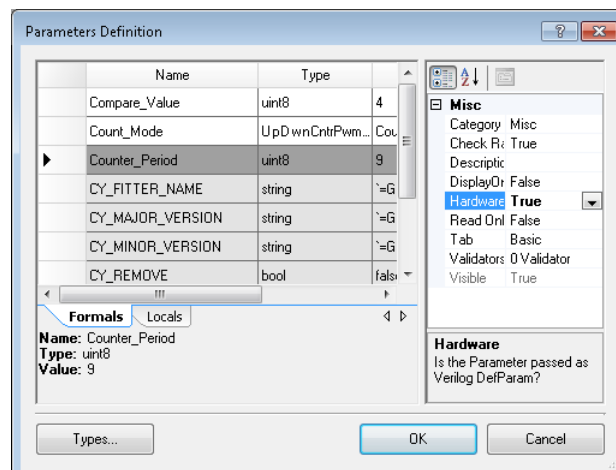 Parameters Definition
Name Type
Compare_Value uint8 4
Count_Mode UpDwnCntrPwm... Cou
Counter_Period uint8 9
CY_FITTER_NAME string `=G
CY_MAJOR_VERSION string `=G
CY_MINOR_VERSION string `=G
CY_REMOVE bool fals
Formals Locals
Name: Counter_Period
Type: uint8
Value: 9
Misc
Category Misc
Check Ra True
Descriptic
DisplayOr False
Hardware True
Read Onl False
Tab Basic
Validators 0 Validator
Visible True
Hardware
Is the Parameter passed as
Verilog DefParam?
Types... OK Cancel